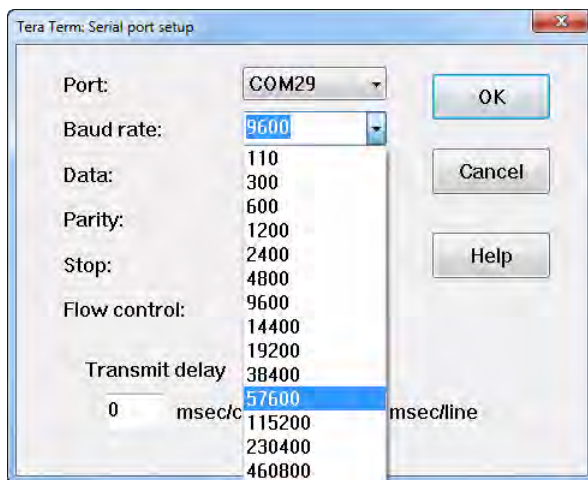 Tera Term: Serial port setup
Port:
COM29
OK
Baud rate:
9600
110
300
600
1200
2400
4800
9600
14400
19200
38400
57600
115200
230400
460800
Data:
Cancel
Parity:
Stop:
Help
Flow control:
Transmit delay
0
msec/c
msec/line